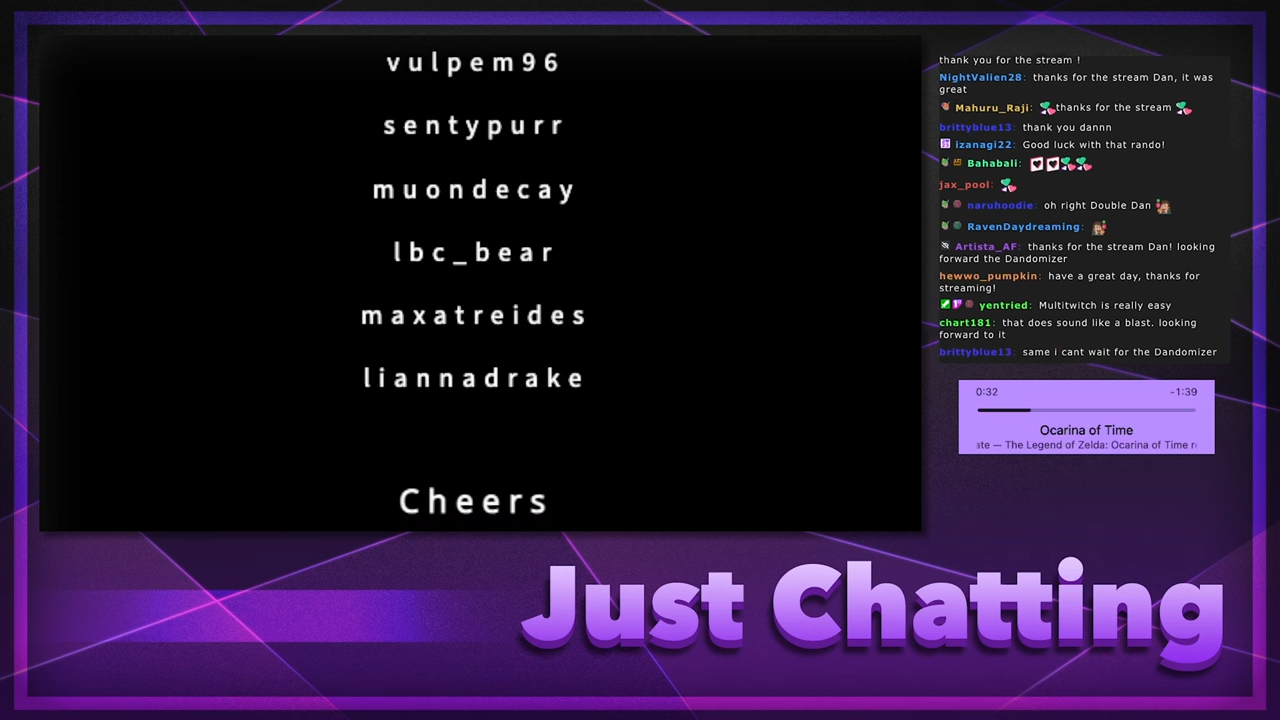 vulpem96
sentypurr
muondecay
lbc_bear
maxatreides
liannadrake
Cheers
thank you for the stream !
NightValien28: thanks for the stream Dan, it was
great
Mahuru_Raji: thanks for the stream
brittyblue13: thank you dannn
izanagi22: Good luck with that rando!
Bahabali:
jax_pool:
naruhoodie: oh right Double Dan
RavenDaydreaming:
Artista_AF: thanks for the stream Dan! looking
forward the Dandomizer
hewwo_pumpkin: have a great day, thanks for
streaming!
yentried: Multitwitch is really easy
chart181: that does sound like a blast. looking
forward to it
brittyblue13: same i cant wait for the Dandomizer
0:32 -1:39
Ocarina of Time
ate — The Legend of Zelda: Ocarina of Time r
Just Chatting